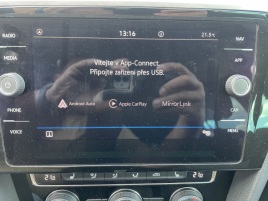 RADIO
13:16
21.5°C
NAV
Vítejte v App-Connect.
Připojte zařízení přes USB.
MEDIA
APP
Android Auto
Apple CarPlay
MirrorLink
PHONE
CAR
VOICE
MENU